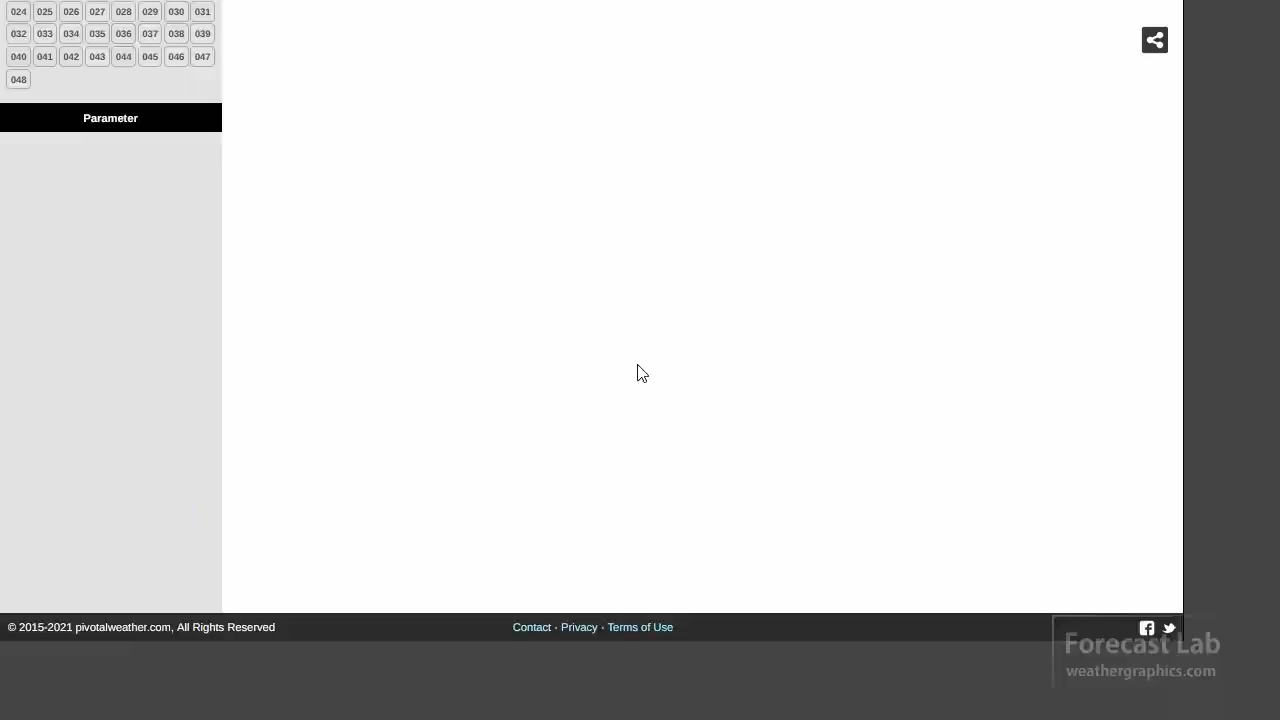 024 025 026 027 028 029 030 031
032 033 034 035 036 037 038 039
040 041 042 043 044 045 046 047
048
Parameter
© 2015-2021 pivotalweather.com, All Rights Reserved
Contact · Privacy · Terms of Use
Forecast Lab
weathergraphics.com